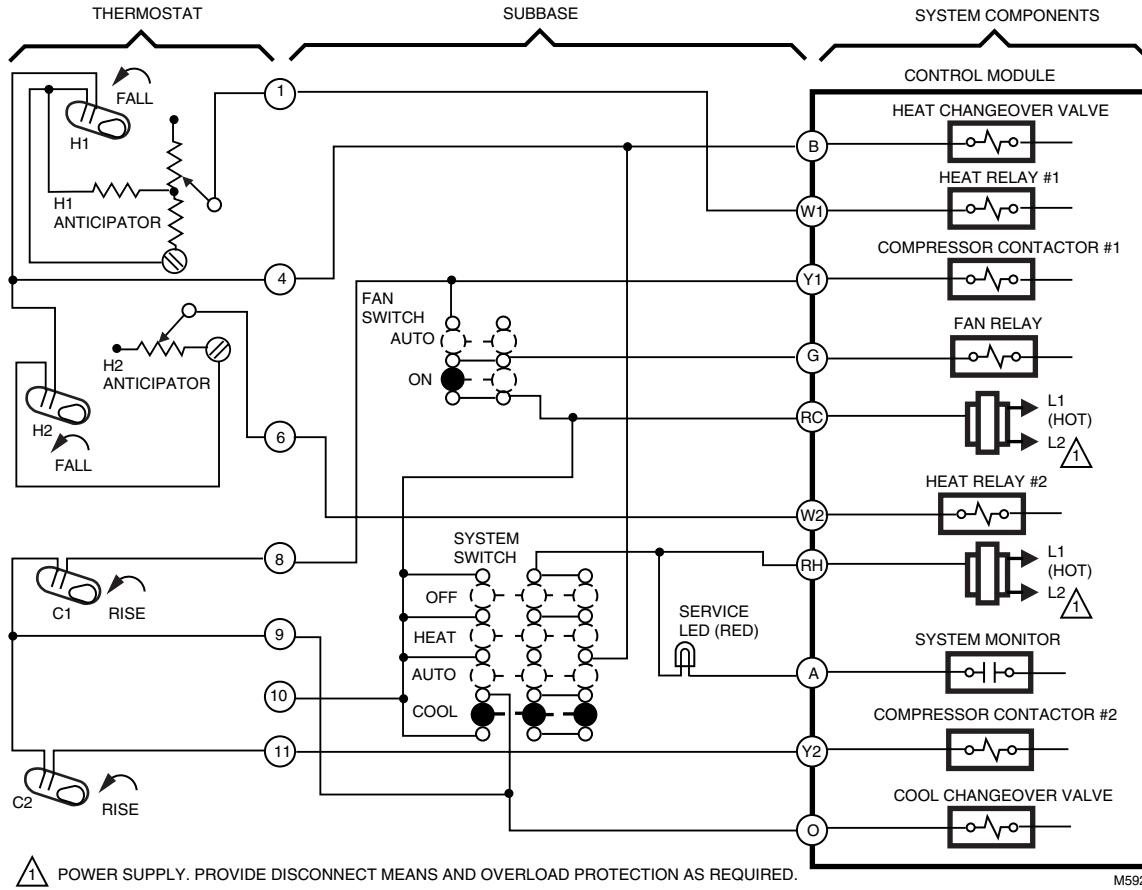 THERMOSTAT
SUBBASE
SYSTEM COMPONENTS
CONTROL MODULE
FALL
H1
H1
ANTICIPATOR
1
4
H2
ANTICIPATOR
H2
FALL
6
8
C1
RISE
9
10
11
C2
RISE
FAN
SWITCH
AUTO
ON
SYSTEM
SWITCH
OFF
HEAT
AUTO
COOL
SERVICE
LED (RED)
B
HEAT CHANGEOVER VALVE
W1
HEAT RELAY #1
Y1
COMPRESSOR CONTACTOR #1
G
FAN RELAY
RC
L1
(HOT)
L2
1
W2
HEAT RELAY #2
RH
L1
(HOT)
L2
1
A
SYSTEM MONITOR
Y2
COMPRESSOR CONTACTOR #2
O
COOL CHANGEOVER VALVE
1 POWER SUPPLY. PROVIDE DISCONNECT MEANS AND OVERLOAD PROTECTION AS REQUIRED.
M592